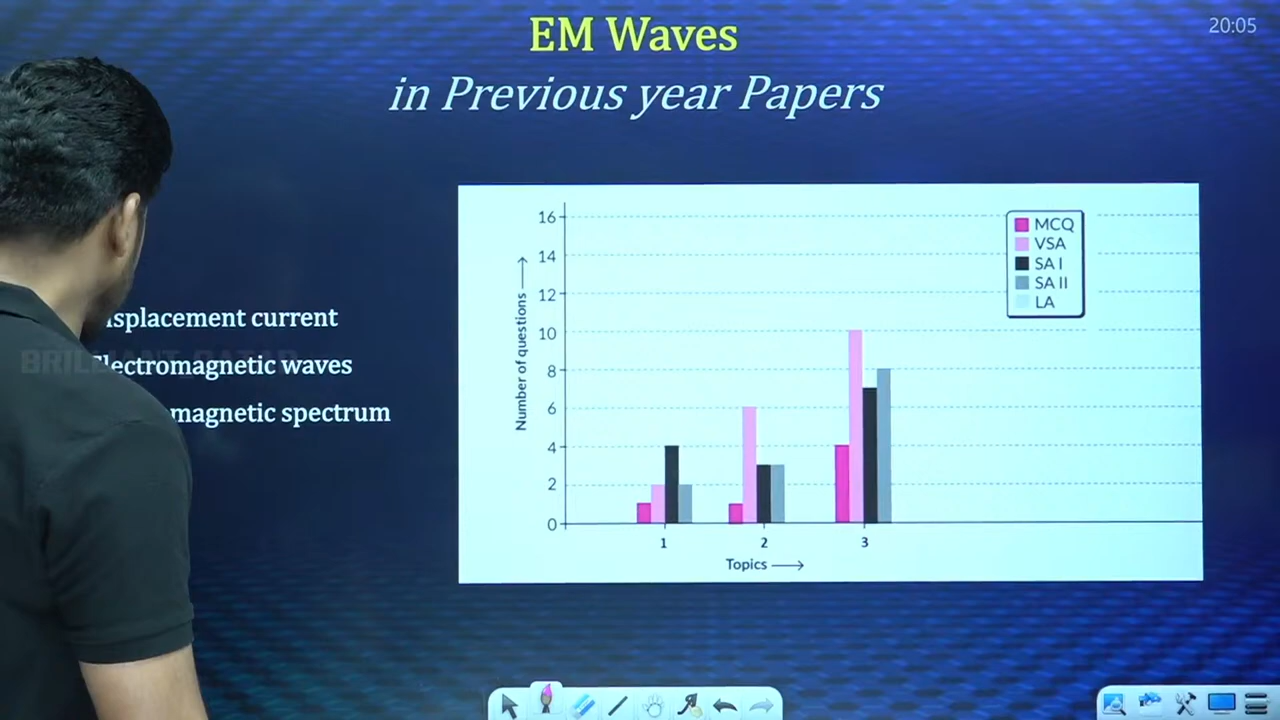 EM Waves
20:05
in Previous year Papers
splacement current
lectromagnetic waves
magnetic spectrum
Number of questions
16
14
12
10
8
6
4
2
0
MCQ
VSA
SA I
SA II
LA
1
2
3
Topics